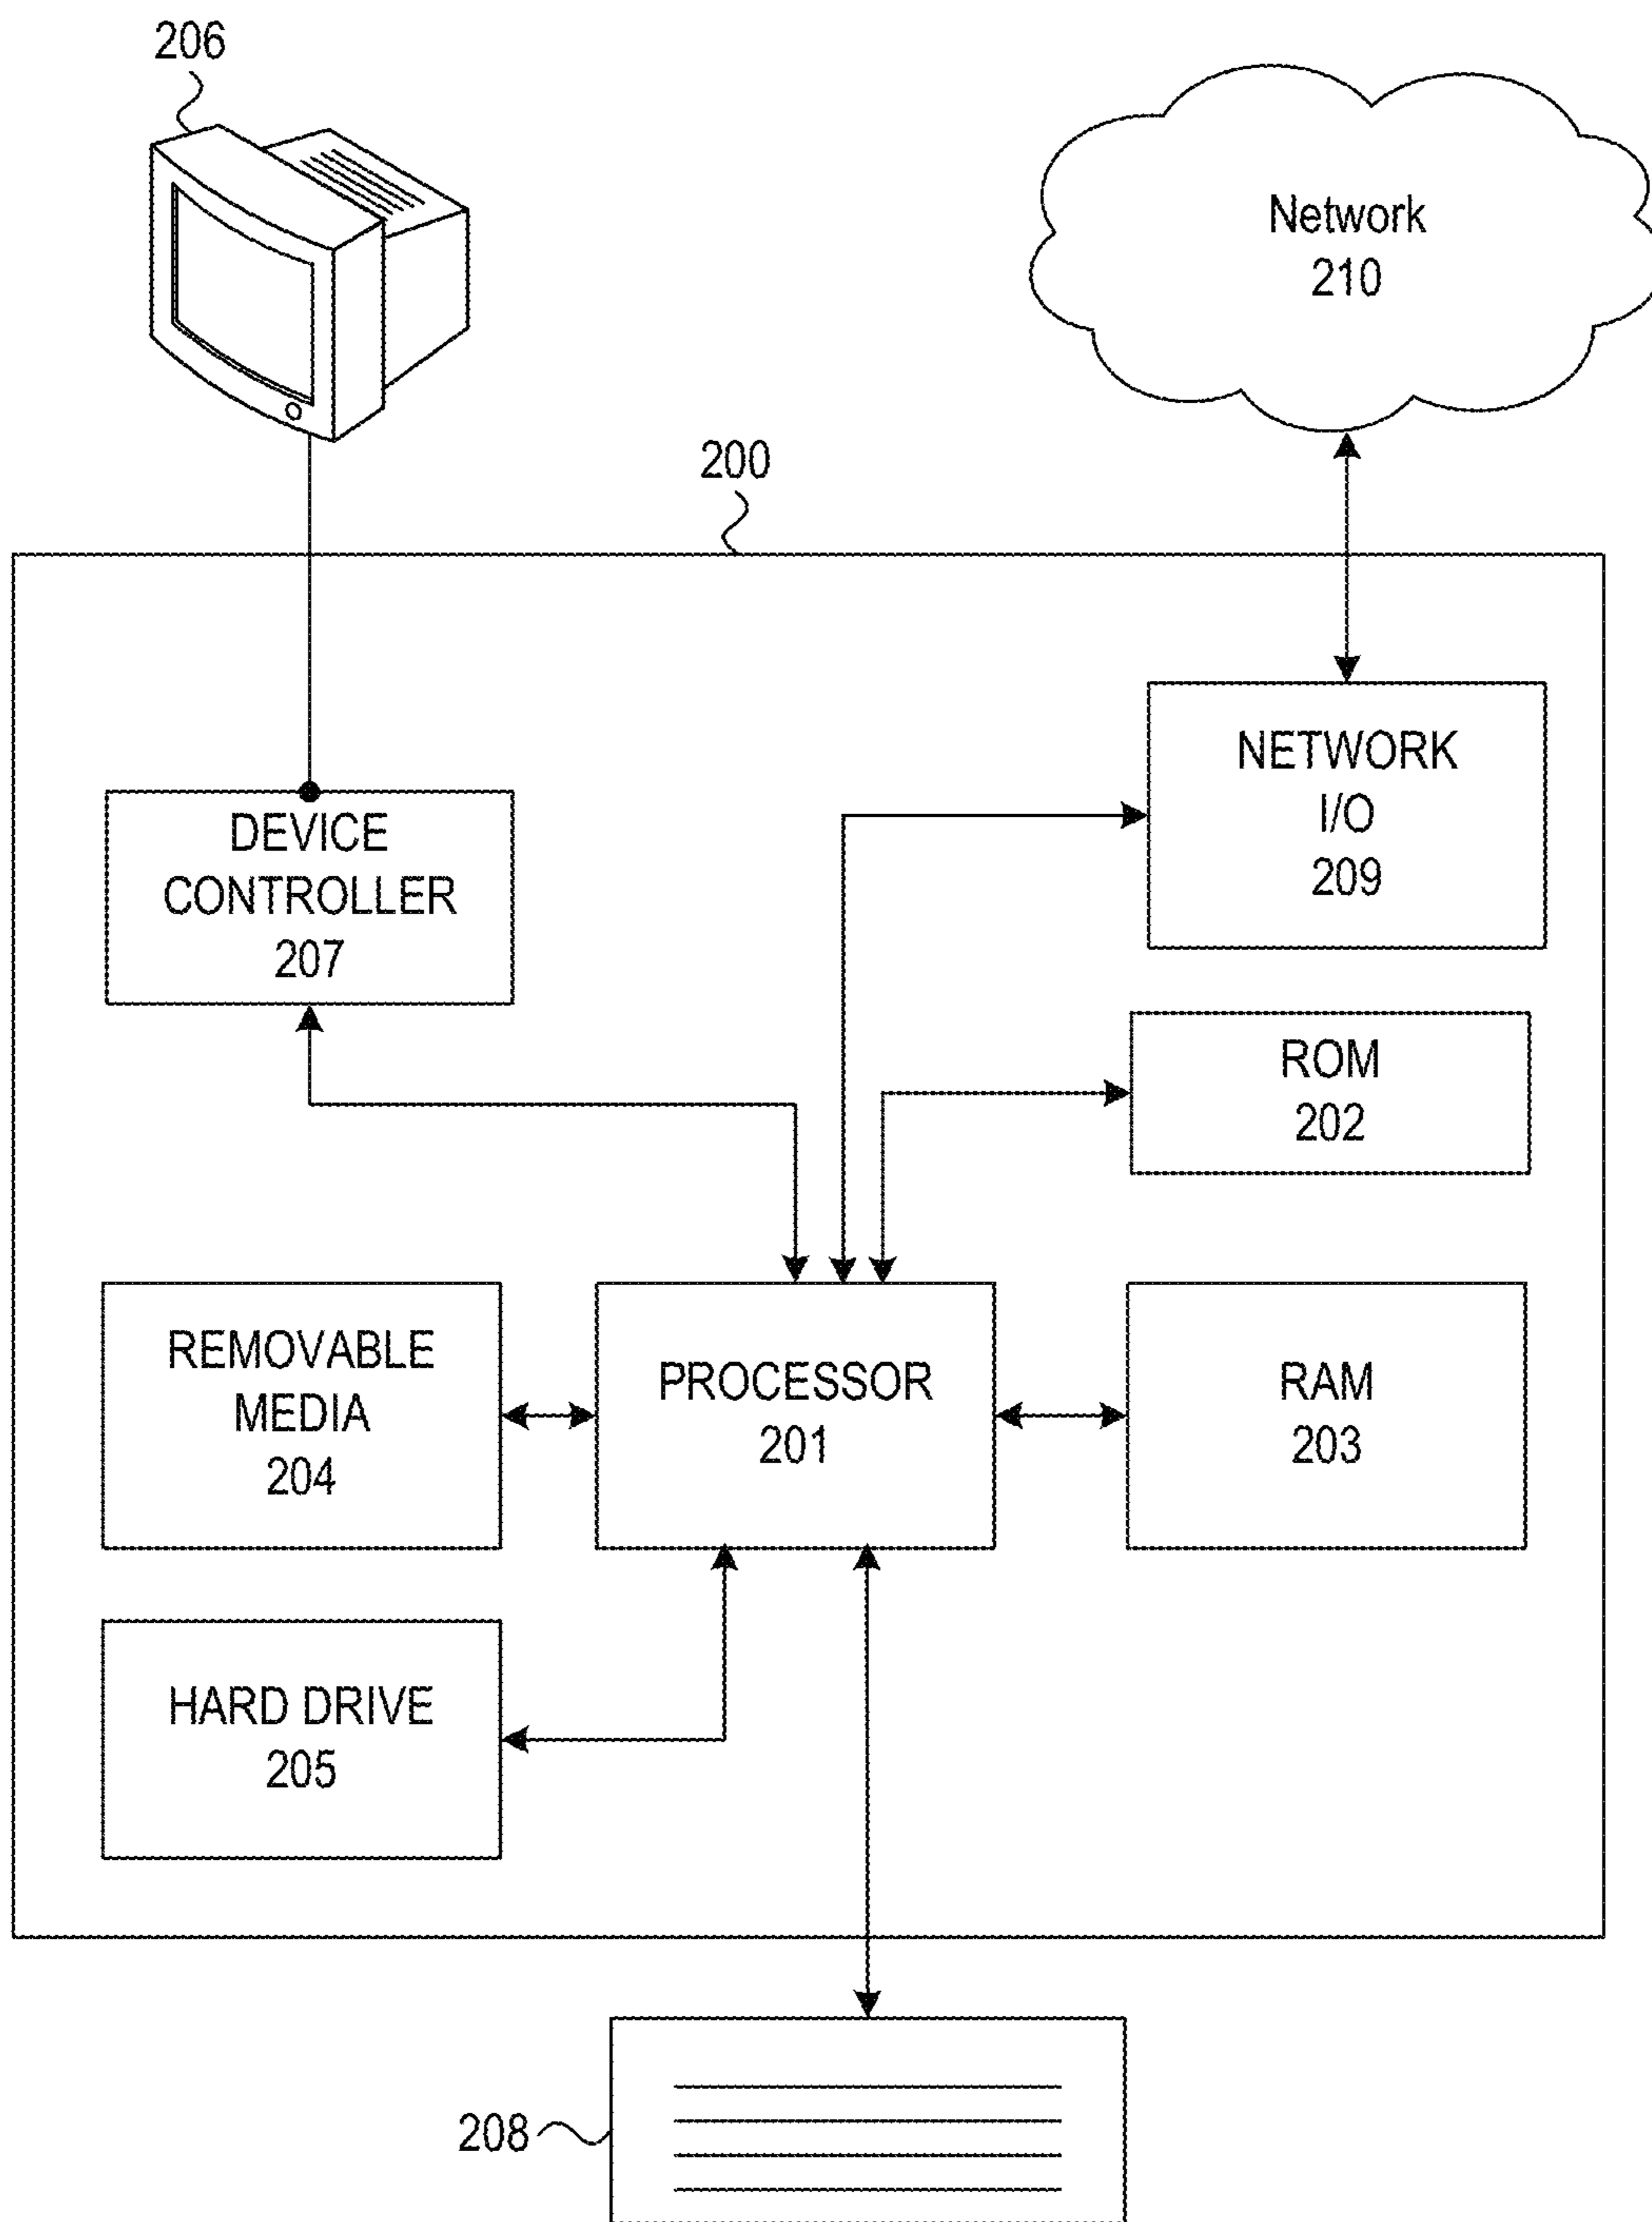 206
Network
210
200
NETWORK
I/O
209
DEVICE
CONTROLLER
207
ROM
202
REMOVABLE
MEDIA
204
PROCESSOR
201
RAM
203
HARD DRIVE
205
208